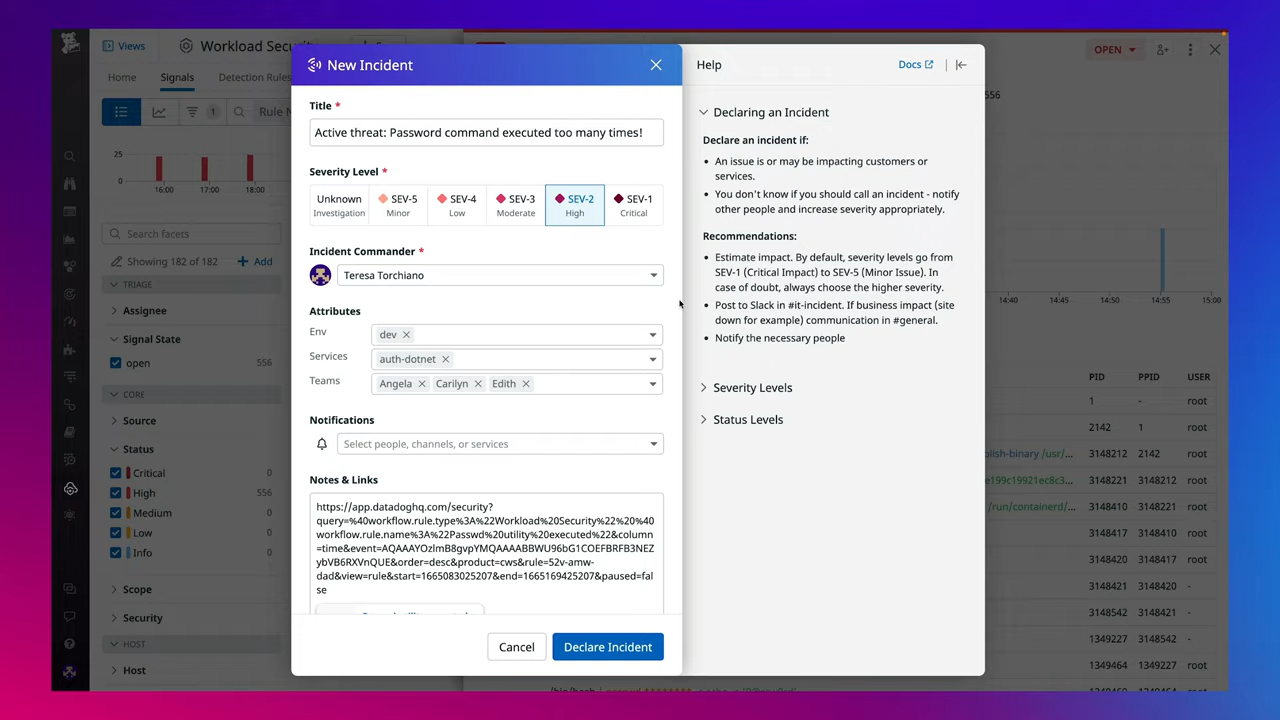 Views
Workload Secu
OPEN
Home
Signals
Detection Rules
1
Rule N
25
0
16:00
17:00
18:00
Search facets
Showing 182 of 182
+ Add
TRIAGE
Assignee
Signal State
open
556
CORE
Source
Status
Critical
0
High
556
Medium
0
Low
0
Info
0
Scope
Security
HOST
Host
New Incident
Title *
Active threat: Password command executed too many times!
Severity Level *
Unknown
Investigation
SEV-5
Minor
SEV-4
Low
SEV-3
Moderate
SEV-2
High
SEV-1
Critical
Incident Commander *
Teresa Torchiano
Attributes
Env
dev
Services
auth-dotnet
Teams
Angela
Carilyn
Edith
Notifications
Select people, channels, or services
Notes & Links
https://app.datadoghq.com/security?
query=%40workflow.rule.type%3A%22Workload%20Security%22%20%40
workflow.rule.name%3A%22Passwd%20utility%20executed%22&column
=time&event=AQAAAYOzlmB8gvpYMQAAAABBWU96bG1COEFBRFB3NEZ
ybVB6RXVnQUE&order=desc&product=cws&rule=52v-amw-
dad&view=rule&start=1665083025207&end=1665169425207&paused=fal
se
Cancel
Declare Incident
Help
Docs
Declaring an Incident
Declare an incident if:
• An issue is or may be impacting customers or
services.
• You don't know if you should call an incident - notify
other people and increase severity appropriately.
Recommendations:
• Estimate impact. By default, severity levels go from
SEV-1 (Critical Impact) to SEV-5 (Minor Issue). In
case of doubt, always choose the higher severity.
• Post to Slack in #it-incident. If business impact (site
down for example) communication in #general.
• Notify the necessary people
Severity Levels
Status Levels
556
14:40
14:45
14:50
14:55
15:00
PID
PPID
USER
1
-
root
2142
1
root
blish-binary /usr/...
3148212
2142
root
e199c19921ec8c3...
3148213
root
/run/containerd/...
3148410
root
3148417
3148410
root
3148420
3148417
root
3148421
3148420
-
3148542
3148421
-
1349227
3148542
-
1349464
1349227
root